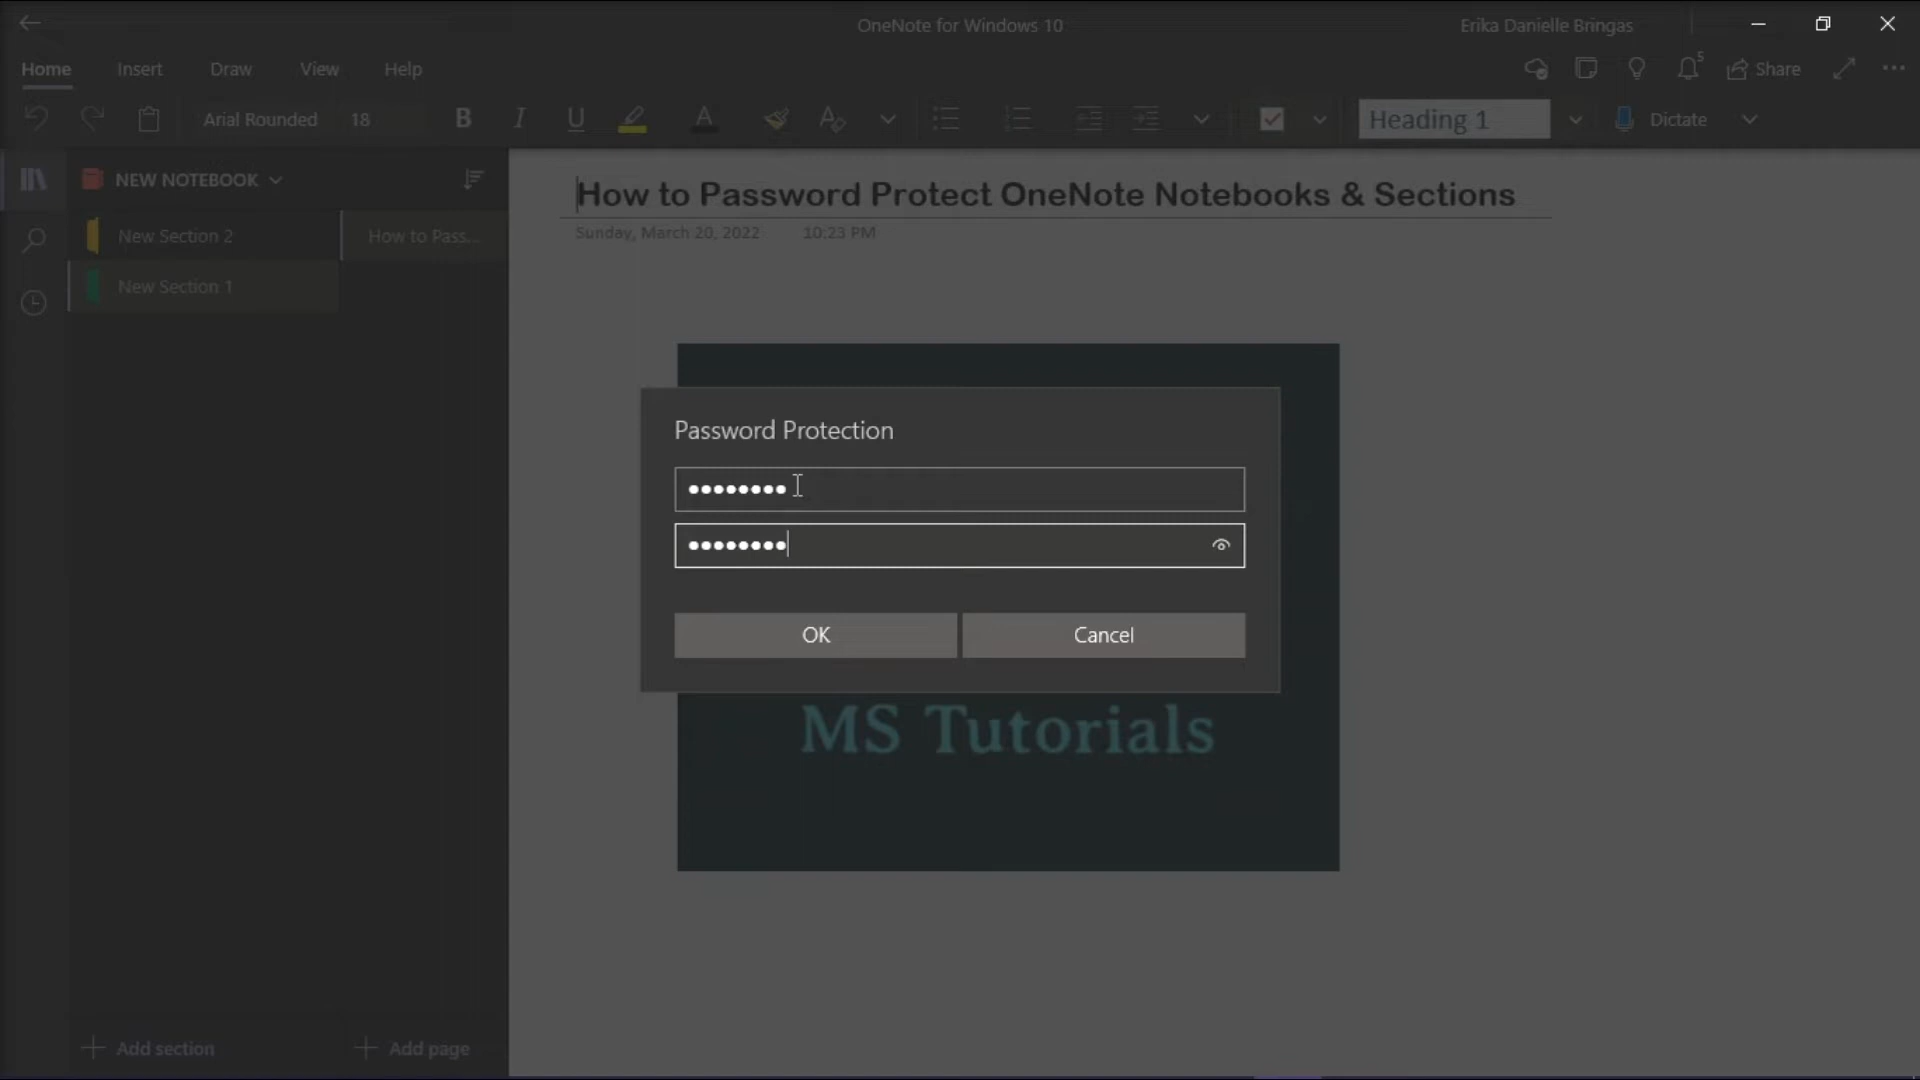 OneNote for Windows 10
Erika Danielle Bringas
Home Insert Draw View Help
Share
Arial Rounded 18 B I U A Heading 1 Dictate
NEW NOTEBOOK
New Section 2
New Section 1
How to Pass...
How to Password Protect OneNote Notebooks & Sections
Sunday, March 20, 2022 10:23 PM
Password Protection
OK Cancel
MS Tutorials
Add section Add page